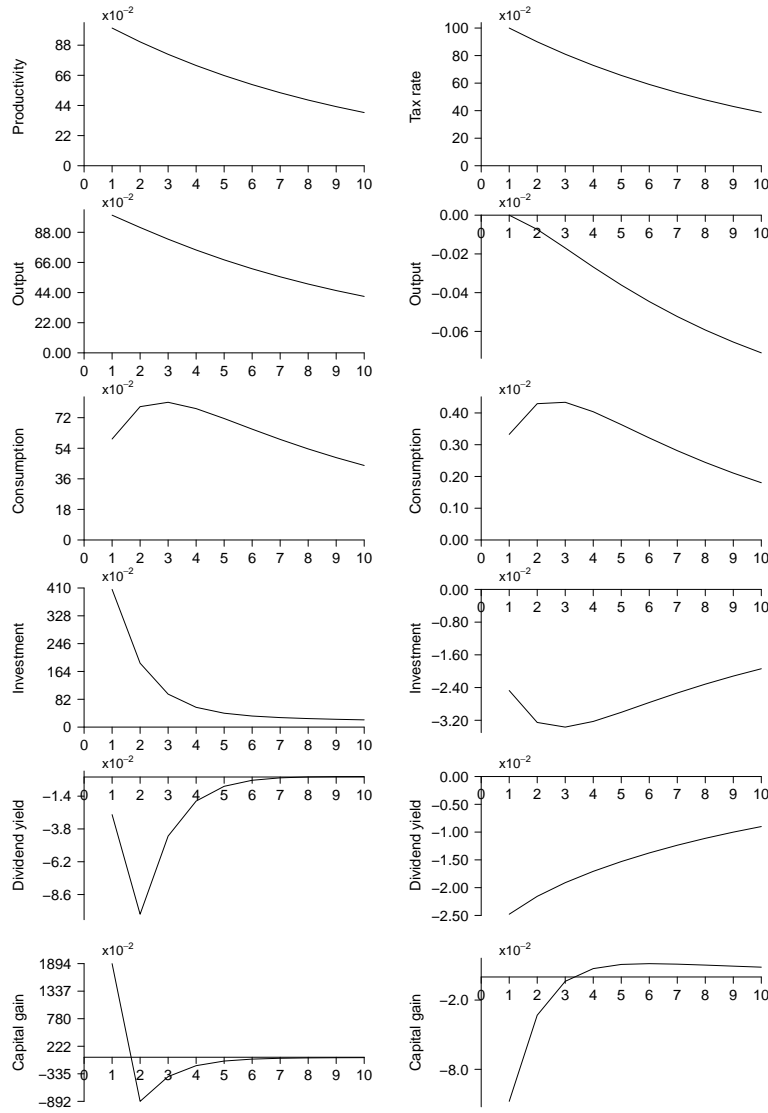 x10−2
88
66
44
22
0
Productivity
0 1 2 3 4 5 6 7 8 9 10
x10−2
100
80
60
40
20
0
Tax rate
0 1 2 3 4 5 6 7 8 9 10
x10−2
88.00
66.00
44.00
22.00
0.00
Output
0 1 2 3 4 5 6 7 8 9 10
x10−2
0.00
−0.02
−0.04
−0.06
Output
0 1 2 3 4 5 6 7 8 9 10
x10−2
72
54
36
18
0
Consumption
0 1 2 3 4 5 6 7 8 9 10
x10−2
0.40
0.30
0.20
0.10
0.00
Consumption
0 1 2 3 4 5 6 7 8 9 10
x10−2
410
328
246
164
82
0
Investment
0 1 2 3 4 5 6 7 8 9 10
x10−2
0.00
−0.80
−1.60
−2.40
−3.20
Investment
0 1 2 3 4 5 6 7 8 9 10
x10−2
−1.4
−3.8
−6.2
−8.6
Dividend yield
0 1 2 3 4 5 6 7 8 9 10
x10−2
0.00
−0.50
−1.00
−1.50
−2.00
−2.50
Dividend yield
0 1 2 3 4 5 6 7 8 9 10
x10−2
1894
1337
780
222
−335
−892
Capital gain
0 1 2 3 4 5 6 7 8 9 10
x10−2
−2.0
−8.0
Capital gain
0 1 2 3 4 5 6 7 8 9 10